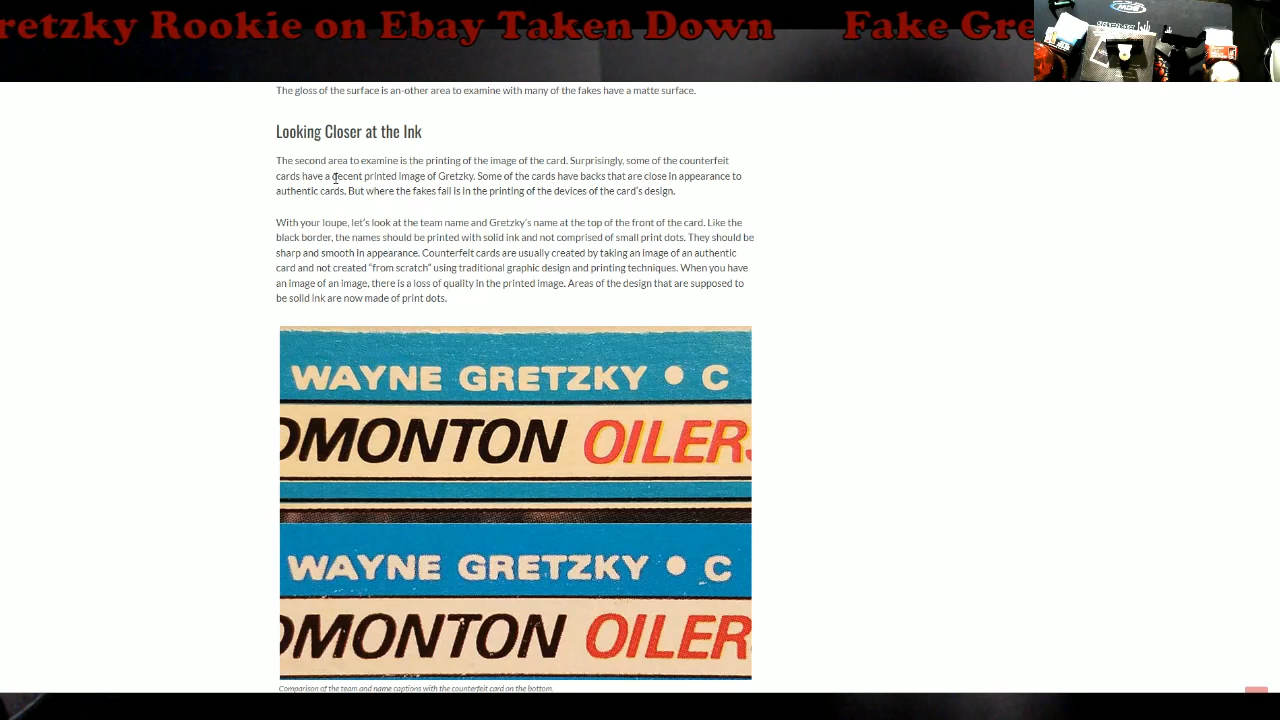 retzky Rookie on Ebay Taken Down Fake Gre
The gloss of the surface is an-other area to examine with many of the fakes have a matte surface.
Looking Closer at the Ink
The second area to examine is the printing of the image of the card. Surprisingly, some of the counterfeit
cards have a decent printed image of Gretzky. Some of the cards have backs that are close in appearance to
authentic cards. But where the fakes fail is in the printing of the devices of the card's design.
With your loupe, let's look at the team name and Gretzky's name at the top of the front of the card. Like the
black border, the names should be printed with solid ink and not comprised of small print dots. They should be
sharp and smooth in appearance. Counterfeit cards are usually created by taking an image of an authentic
card and not created "from scratch" using traditional graphic design and printing techniques. When you have
an image of an image, there is a loss of quality in the printed image. Areas of the design that are supposed to
be solid ink are now made of print dots.
WAYNE GRETZKY • C
DMONTON OILERS
WAYNE GRETZKY • C
DMONTON OILER
Comparison of the team and name captions with the counterfeit card on the bottom.